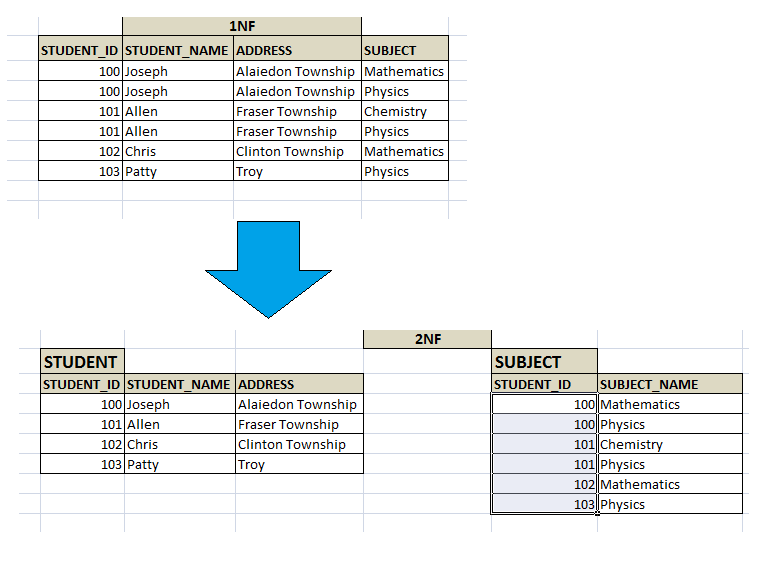 1NF
STUDENT_ID STUDENT_NAME ADDRESS SUBJECT
100 Joseph Alaiedon Township Mathematics
100 Joseph Alaiedon Township Physics
101 Allen Fraser Township Chemistry
101 Allen Fraser Township Physics
102 Chris Clinton Township Mathematics
103 Patty Troy Physics
2NF
STUDENT SUBJECT
STUDENT_ID STUDENT_NAME ADDRESS STUDENT_ID SUBJECT_NAME
100 Joseph Alaiedon Township 100 Mathematics
101 Allen Fraser Township 100 Physics
102 Chris Clinton Township 101 Chemistry
103 Patty Troy 101 Physics
102 Mathematics
103 Physics